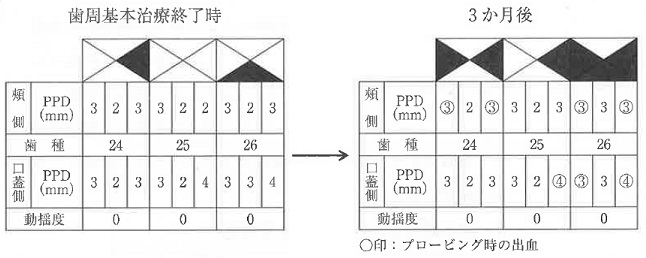 歯周基本治療終了時
頰側 PPD (mm) 3 2 3 3 2 2 3 2 3
歯種 24 25 26
口蓋側 PPD (mm) 3 2 3 3 2 4 3 3 4
動揺度 0 0 0
3か月後
頰側 PPD (mm) ③ 2 ③ 3 2 3 ③ 3 ③
歯種 24 25 26
口蓋側 PPD (mm) 3 2 3 3 2 ④ ③ 3 ④
動揺度 0 0 0
○印：プロービング時の出血